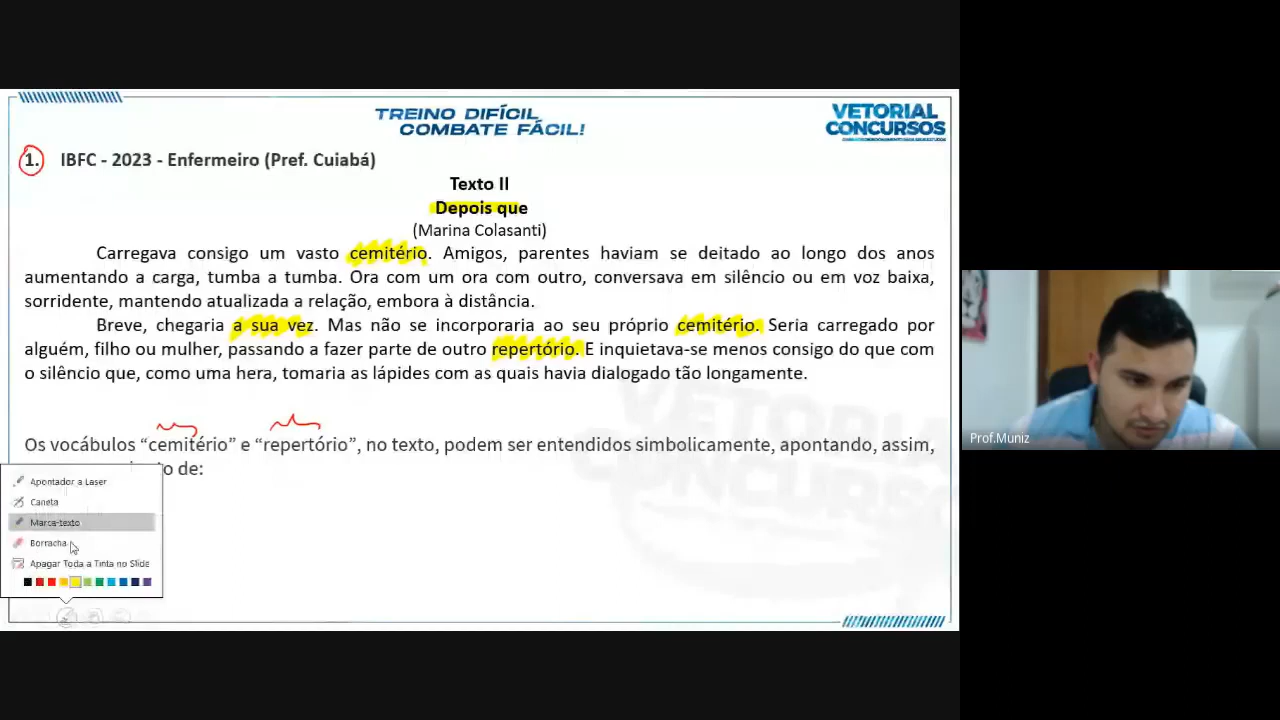 TREINO DIFÍCIL
COMBATE FÁCIL!
VETORIAL
CONCURSOS
1. IBFC - 2023 - Enfermeiro (Pref. Cuiabá)
Texto II
Depois que
(Marina Colasanti)
Carregava consigo um vasto cemitério. Amigos, parentes haviam se deitado ao longo dos anos
aumentando a carga, tumba a tumba. Ora com um ora com outro, conversava em silêncio ou em voz baixa,
sorridente, mantendo atualizada a relação, embora à distância.
Breve, chegaria a sua vez. Mas não se incorporaria ao seu próprio cemitério. Seria carregado por
alguém, filho ou mulher, passando a fazer parte de outro repertório. E inquietava-se menos consigo do que com
o silêncio que, como uma hera, tomaria as lápides com as quais havia dialogado tão longamente.
Os vocábulos “cemitério” e “repertório”, no texto, podem ser entendidos simbolicamente, apontando, assim,
de:
Apontador a Laser
Caneta
Marca-texto
Borracha
Apagar Toda a Tinta no Slide
VETORIAL
CONCURSOS
Prof.Muniz